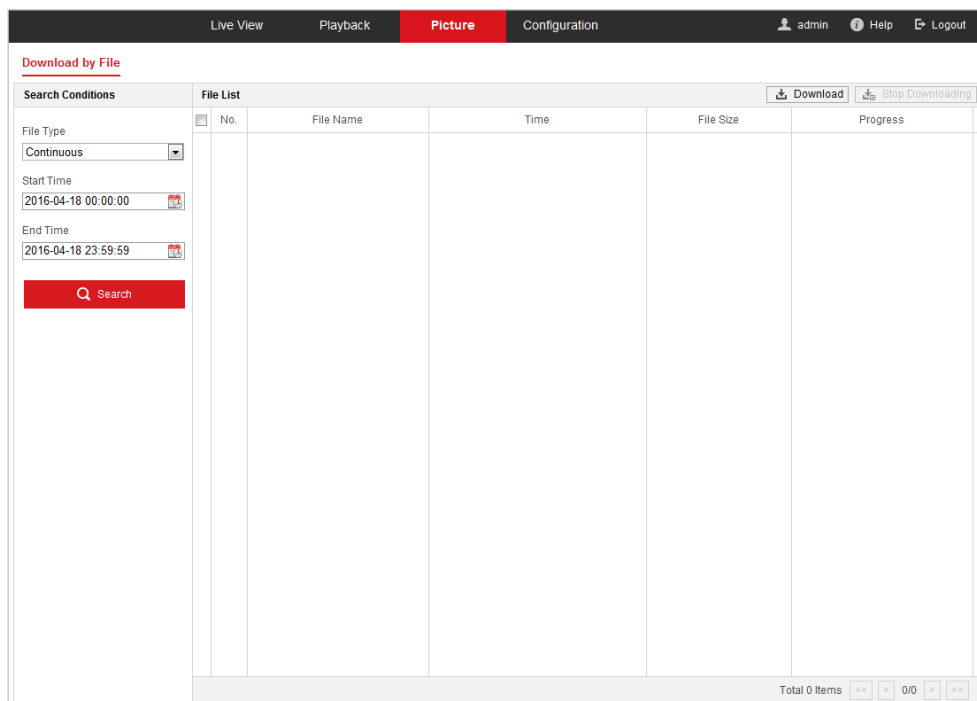 Live View Playback Picture Configuration admin Help Logout
Download by File
Search Conditions
File Type
Continuous
Start Time
2016-04-18 00:00:00
End Time
2016-04-18 23:59:59
Search
File List Download Stop Downloading
No. File Name Time File Size Progress
Total 0 Items << < 0/0 > >>